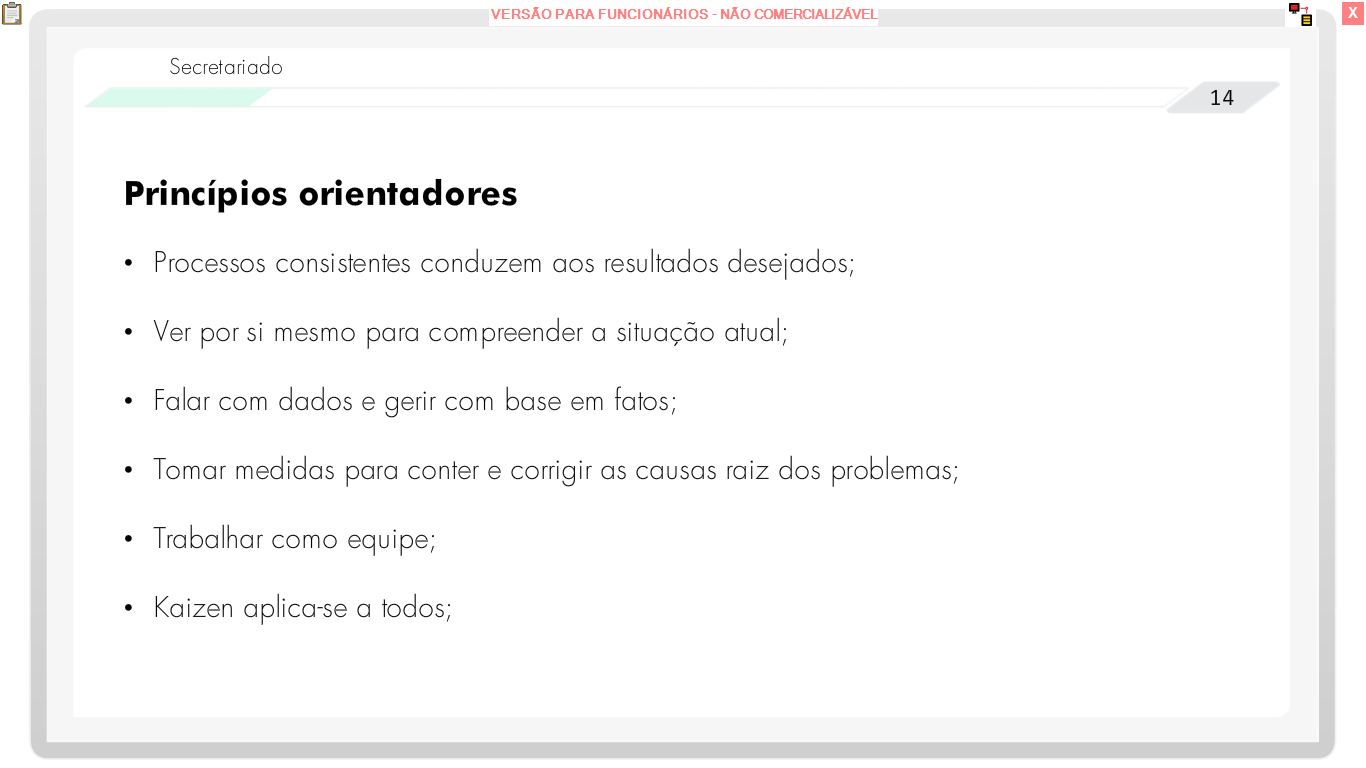 VERSÃO PARA FUNCIONÁRIOS - NÃO COMERCIALIZÁVEL
X
Secretariado
14
Princípios orientadores
• Processos consistentes conduzem aos resultados desejados;
• Ver por si mesmo para compreender a situação atual;
• Falar com dados e gerir com base em fatos;
• Tomar medidas para conter e corrigir as causas raiz dos problemas;
• Trabalhar como equipe;
• Kaizen aplica-se a todos;